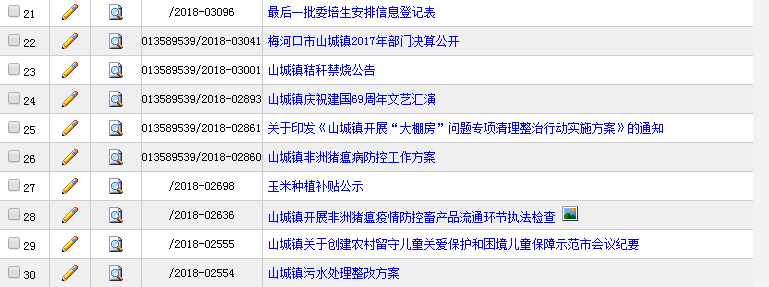 21 /2018-03096 最后一批委培生安排信息登记表
22 013589539/2018-03041 梅河口市山城镇2017年部门决算公开
23 013589539/2018-03001 山城镇秸秆禁烧公告
24 013589539/2018-02893 山城镇庆祝建国69周年文艺汇演
25 013589539/2018-02861 关于印发《山城镇开展“大棚房”问题专项清理整治行动实施方案》的通知
26 013589539/2018-02860 山城镇非洲猪瘟病防控工作方案
27 /2018-02698 玉米种植补贴公示
28 /2018-02636 山城镇开展非洲猪瘟疫情防控畜产品流通环节执法检查
29 /2018-02555 山城镇关于创建农村留守儿童关爱保护和困境儿童保障示范市会议纪要
30 /2018-02554 山城镇污水处理整改方案